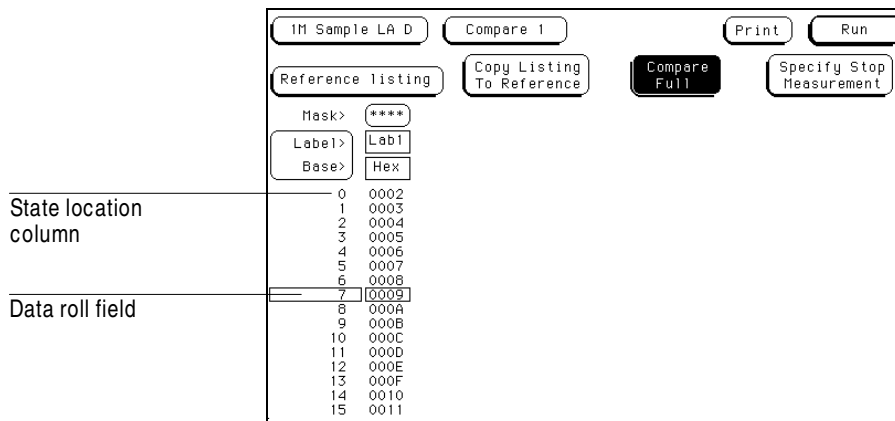 1M Sample LA D Compare 1 Print Run
Reference listing Copy Listing To Reference Compare Full Specify Stop Measurement
Mask> ****
Label> Lab1
Base> Hex
State location column
0 0002
1 0003
2 0004
3 0005
4 0006
5 0007
6 0008
Data roll field
7 0009
8 000A
9 000B
10 000C
11 000D
12 000E
13 000F
14 0010
15 0011